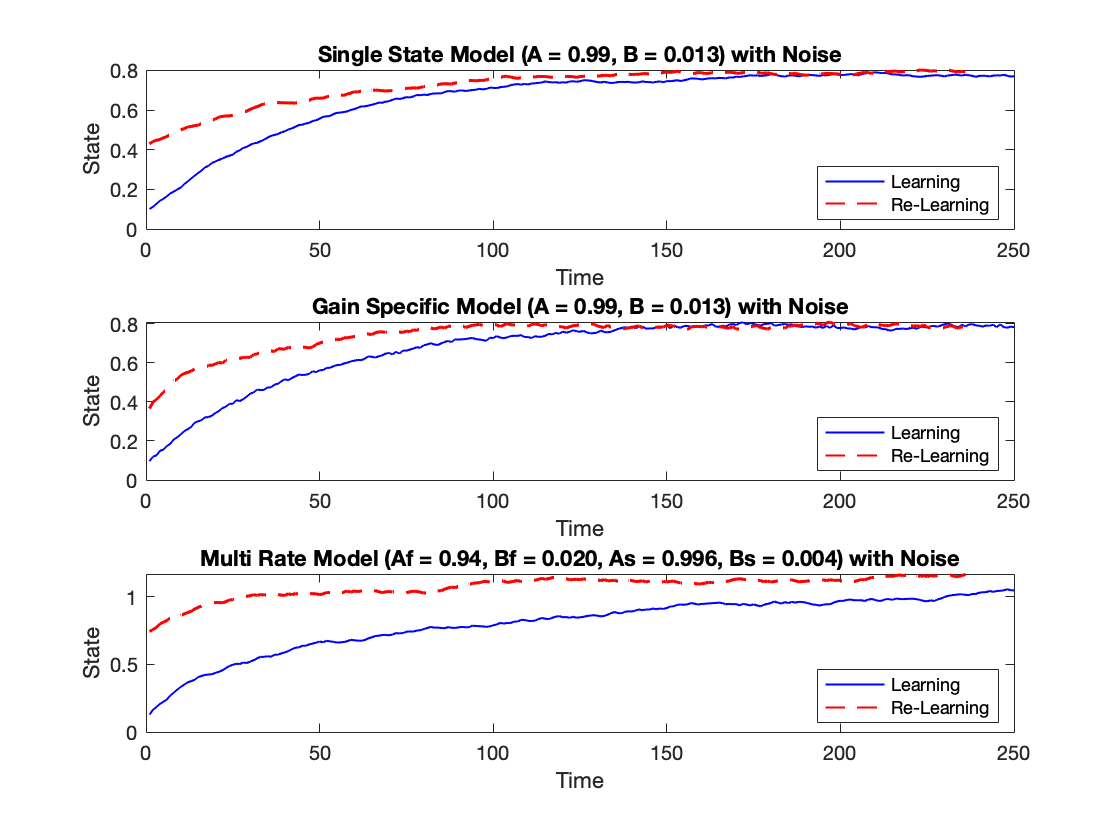 Single State Model (A = 0.99, B = 0.013) with Noise
0.8
0.6
0.4
0.2
0
State
0 50 100 150 200 250
Time
Learning
Re-Learning
Gain Specific Model (A = 0.99, B = 0.013) with Noise
0.8
0.6
0.4
0.2
0
State
0 50 100 150 200 250
Time
Learning
Re-Learning
Multi Rate Model (Af = 0.94, Bf = 0.020, As = 0.996, Bs = 0.004) with Noise
1
0.5
0
State
0 50 100 150 200 250
Time
Learning
Re-Learning